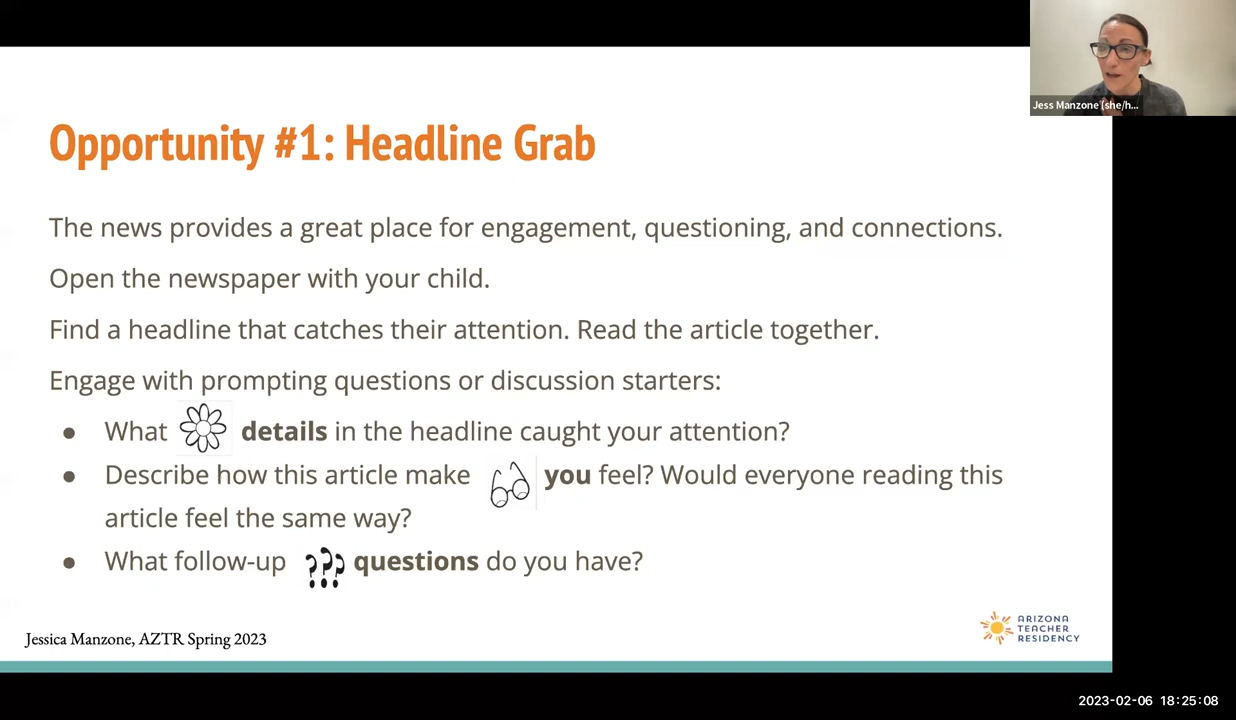 Jess Manzone (she/h...
Opportunity #1: Headline Grab
The news provides a great place for engagement, questioning, and connections.
Open the newspaper with your child.
Find a headline that catches their attention. Read the article together.
Engage with prompting questions or discussion starters:
● What details in the headline caught your attention?
● Describe how this article make you feel? Would everyone reading this
article feel the same way?
● What follow-up ??? questions do you have?
Jessica Manzone, AZTR Spring 2023
ARIZONA
TEACHER
RESIDENCY
2023-02-06 18:25:08